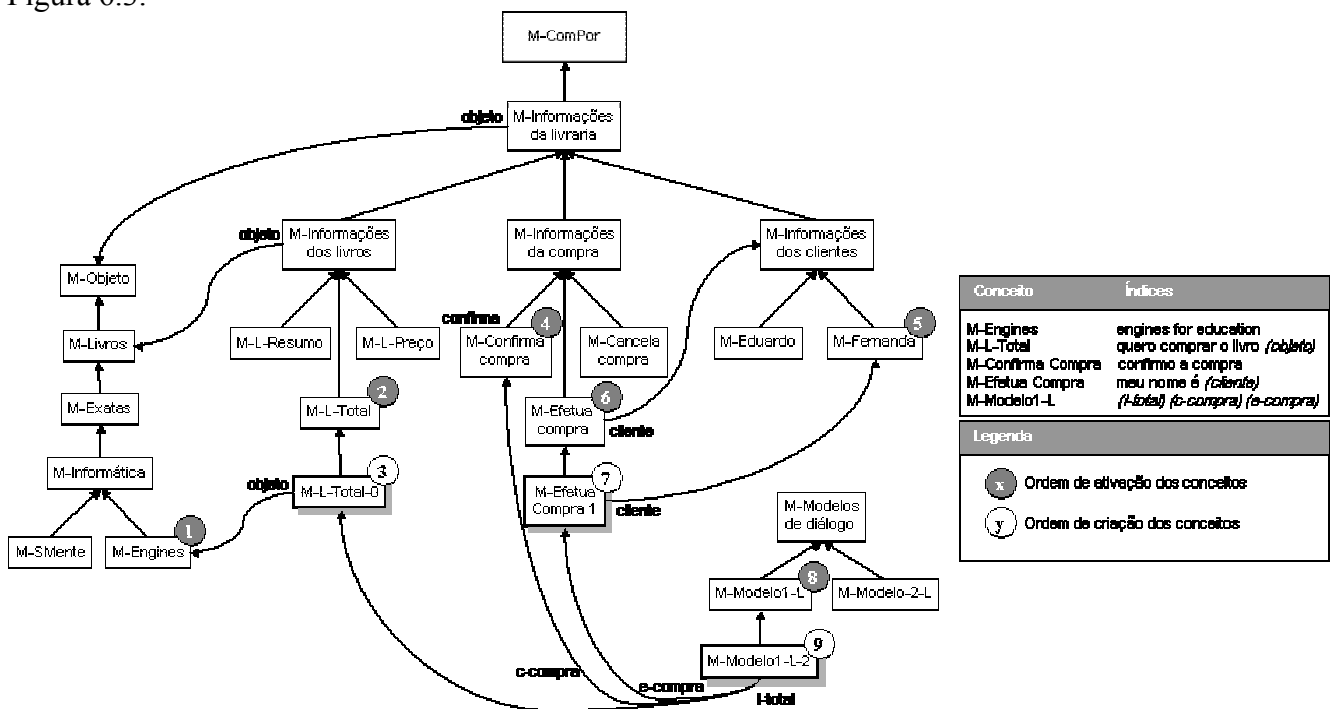 Figura 6.3.
M-ComPor
objeto
M-Informações
da livraria
objeto
M-Informações
dos livros
M-Informações
da compra
M-Informações
dos clientes
M-Objeto
M-Livros
M-L-Resumo
M-L-Preço
confirma
4
M-Confirma
compra
M-Cancela
compra
M-Eduardo
5
M-Fernanda
M-Exatas
2
M-L-Total
6
M-Efetua
compra
cliente
M-Informática
objeto
3
M-L-Total-0
7
M-Efetua
Compra 1
cliente
M-SMente
1
M-Engines
M-Modelos
de diálogo
8
M-Modelo1-L
M-Modelo-2-L
9
M-Modelo1-L-2
c-compra
e-compra
l-total
Conceito Índices
M-Engines engines for education
M-L-Total quero comprar o livro (objeto)
M-Confirma Compra confirmo a compra
M-Efetua Compra meu nome é (cliente)
M-Modelo1-L (l-total) (c-compra) (e-compra)
Legenda
x Ordem de ativação dos conceitos
y Ordem de criação dos conceitos